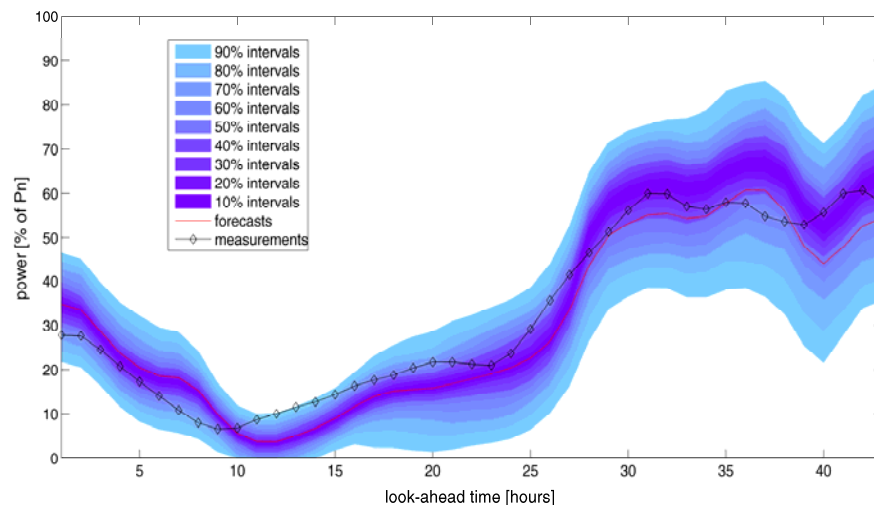 100
90
80
70
60
50
40
30
20
10
0
power [% of Pn]
90% intervals
80% intervals
70% intervals
60% intervals
50% intervals
40% intervals
30% intervals
20% intervals
10% intervals
forecasts
measurements
5 10 15 20 25 30 35 40
look-ahead time [hours]